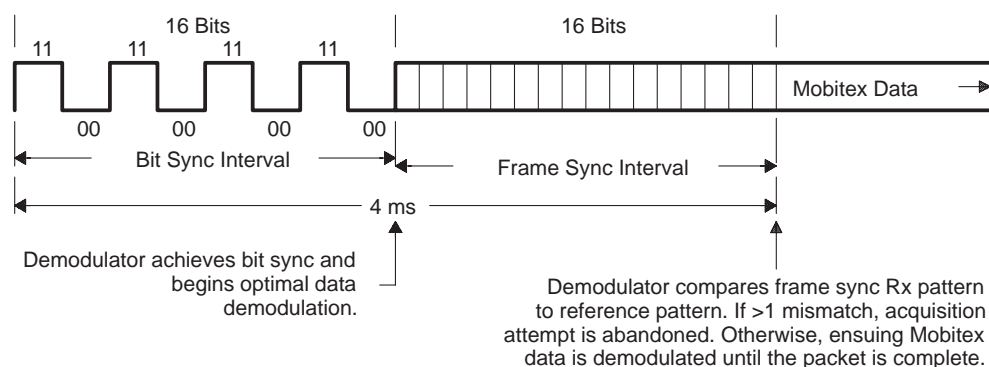 16 Bits
16 Bits
11
11
11
11
Mobitex Data
00
00
00
00
Bit Sync Interval
Frame Sync Interval
4 ms
Demodulator achieves bit sync and
begins optimal data
demodulation.
Demodulator compares frame sync Rx pattern
to reference pattern. If >1 mismatch, acquisition
attempt is abandoned. Otherwise, ensuing Mobitex
data is demodulated until the packet is complete.